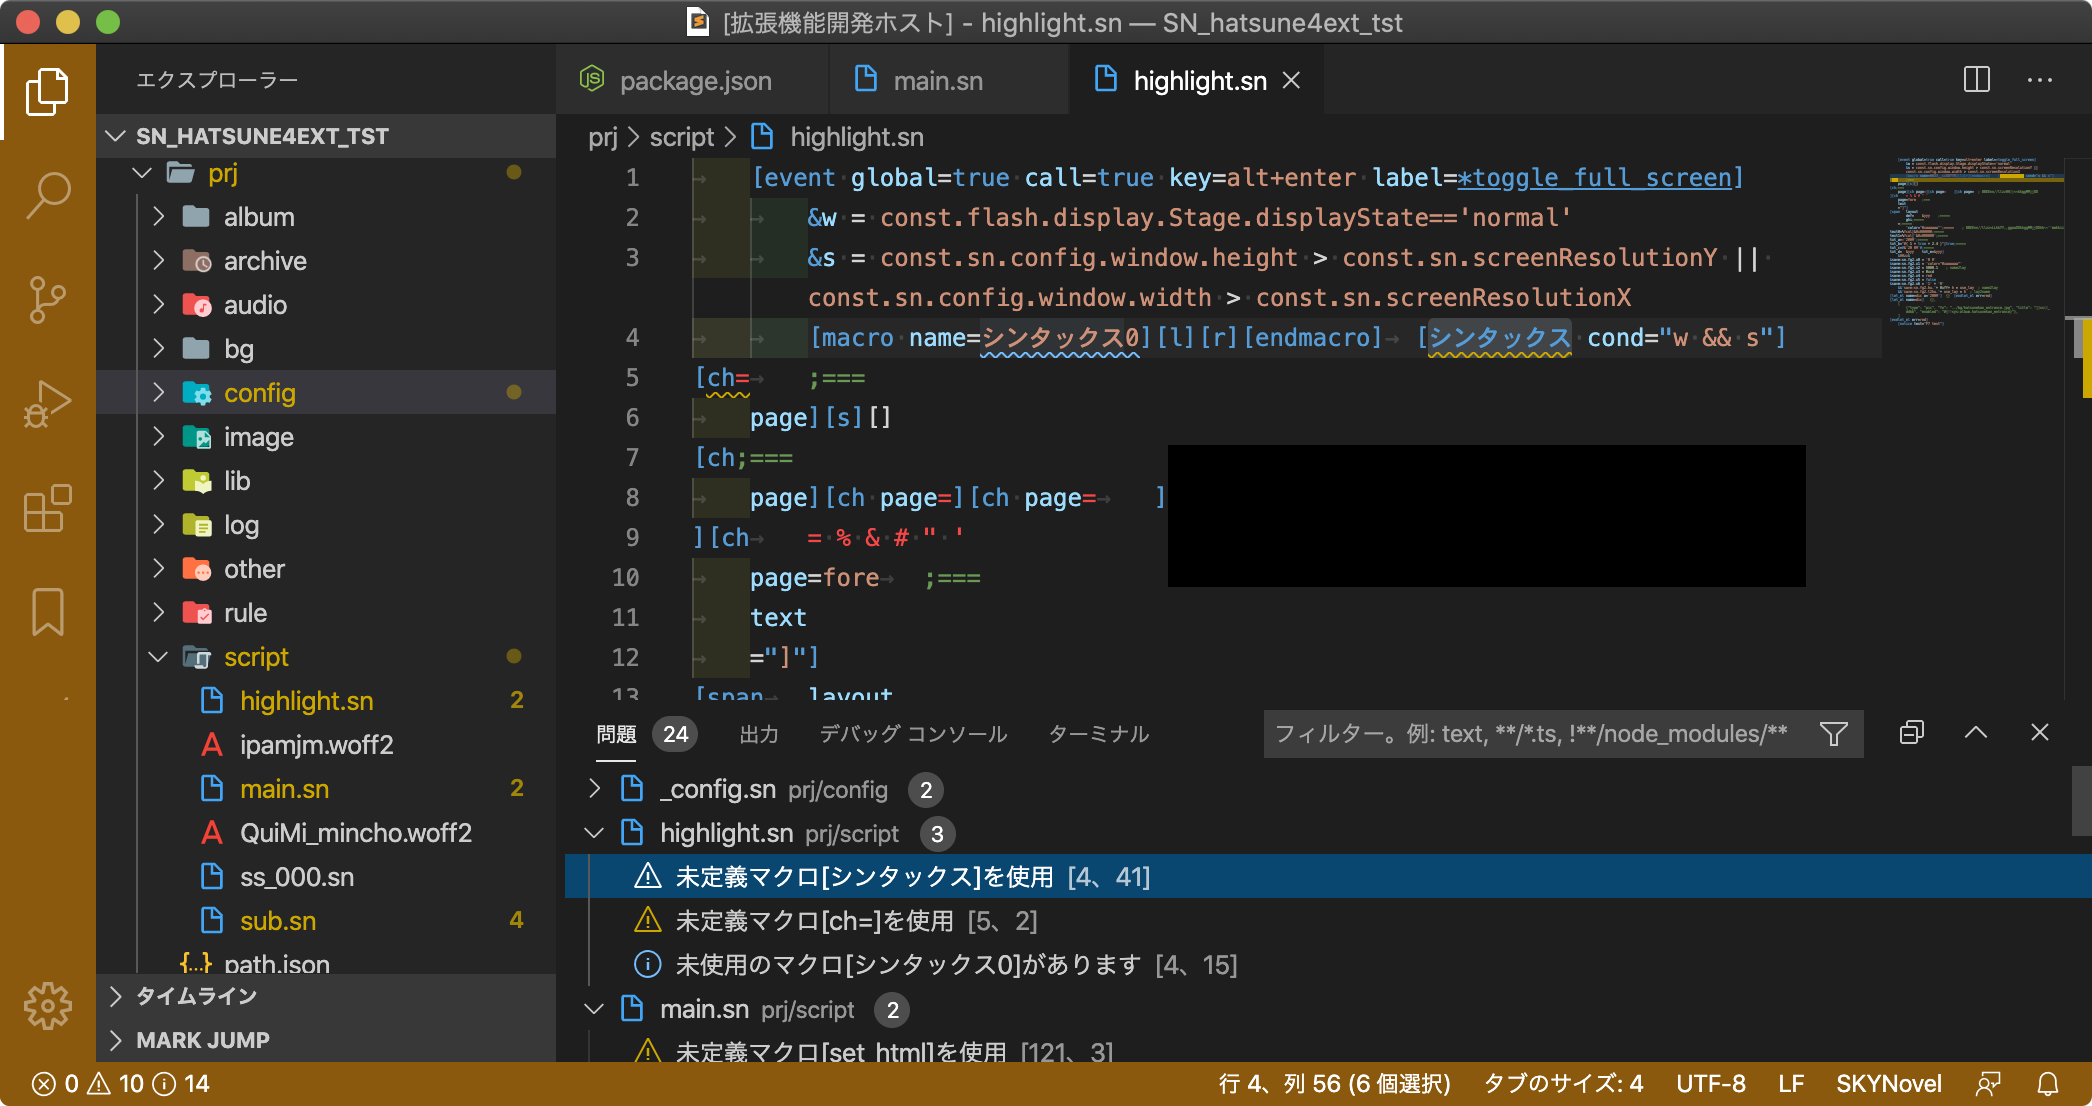 [拡張機能開発ホスト] - highlight.sn — SN_hatsune4ext_tst
エクスプローラー
SN_HATSUNE4EXT_TST
prj
album
archive
audio
bg
config
image
lib
log
other
rule
script
highlight.sn 2
ipamjm.woff2
main.sn 2
QuiMi_mincho.woff2
ss_000.sn
sub.sn 4
{...} path.json
タイムライン
MARK JUMP
package.json main.sn highlight.sn
prj > script > highlight.sn
1 [event global=true call=true key=alt+enter label=*toggle_full_screen]
2 &w = const.flash.display.Stage.displayState=='normal'
3 &s = const.sn.config.window.height > const.sn.screenResolutionY ||
const.sn.config.window.width > const.sn.screenResolutionX
4 [macro name=シンタックス0][l][r][endmacro] [シンタックス cond="w && s"]
5 [ch= ;===
6 page][s][]
7 [ch;===
8 page][ch page=][ch page= ]
9 ][ch = % & # " '
10 page=fore ;===
11 text
12 ="]"]
13 [span layout
問題 24 出力 デバッグ コンソール ターミナル フィルター。例: text, **/*.ts, !**/node_modules/**
_config.sn prj/config 2
highlight.sn prj/script 3
未定義マクロ[シンタックス]を使用 [4、41]
未定義マクロ[ch=]を使用 [5、2]
未使用のマクロ[シンタックス0]があります [4、15]
main.sn prj/script 2
未定義マクロ[set_html]を使用 [121、3]
0 10 14 行 4、列 56 (6 個選択) タブのサイズ: 4 UTF-8 LF SKYNovel